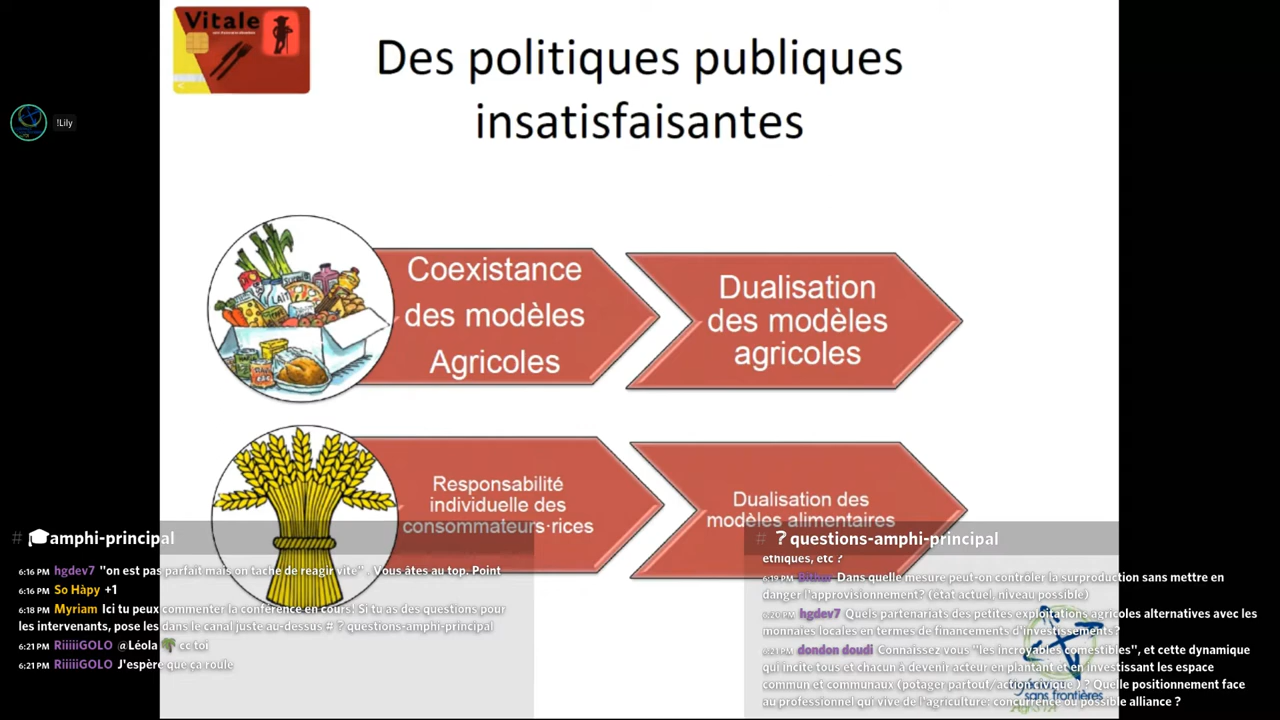 Vitale
Des politiques publiques
insatisfaisantes
!Lily
LAIT
Coexistance
des modèles
Agricoles
Dualisation
des modèles
agricoles
Responsabilité
individuelle des
consommateurs·rices
Dualisation des
modèles alimentaires
# 🎓amphi-principal
6:16 PM hgdev7 "on est pas parfait mais on tache de reagir vite" . Vous âtes au top. Point
6:16 PM So Hàpy +1
6:18 PM Myriam Ici tu peux commenter la conférence en cours! Si tu as des questions pour
les intervenants, pose les dans le canal juste au-dessus # ❔questions-amphi-principal
6:21 PM RiiiiiGOLO @Léola 🌴 cc toi
6:21 PM RiiiiiGOLO J'espère que ca roule
# ❔questions-amphi-principal
ethiques, etc ?
6:19 PM Bithur Dans quelle mesure peut-on contrôler la surproduction sans mettre en
danger l'approvisionnement? (état actuel, niveau possible)
6:20 PM hgdev7 Quels partenariats des petites exploitations agricoles alternatives avec les
monnaies locales en termes de financements d'investissements?
6:23 PM dondon doudi Connaissez vous "les incroyables comestibles", et cette dynamique
qui incite tous et chacun à devenir acteur en plantant et en investissant les espace
commun et communaux (potager partout/action civique) ? Quelle positionnement face
au professionnel qui vive de l'agriculture; concurrence ou possible alliance ?
sans frontières